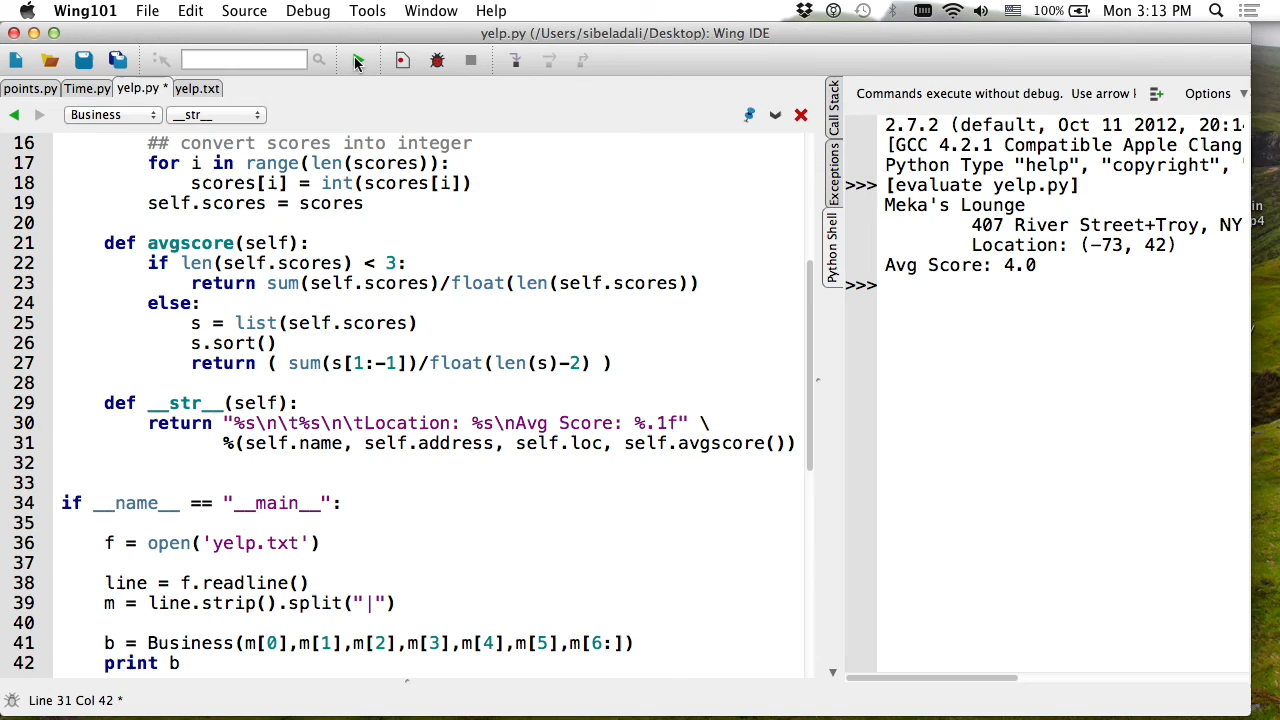 Wing101 File Edit Source Debug Tools Window Help 100% Mon 3:13 PM
yelp.py (/Users/sibeladali/Desktop): Wing IDE
points.py Time.py yelp.py * yelp.txt
Business __str__
16 ## convert scores into integer
17 for i in range(len(scores)):
18 scores[i] = int(scores[i])
19 self.scores = scores
20
21 def avgscore(self):
22 if len(self.scores) < 3:
23 return sum(self.scores)/float(len(self.scores))
24 else:
25 s = list(self.scores)
26 s.sort()
27 return ( sum(s[1:-1])/float(len(s)-2) )
28
29 def __str__(self):
30 return "%s\n\t%s\n\tLocation: %s\nAvg Score: %.1f" \
31 %(self.name, self.address, self.loc, self.avgscore())
32
33
34 if __name__ == "__main__":
35
36 f = open('yelp.txt')
37
38 line = f.readline()
39 m = line.strip().split("|")
40
41 b = Business(m[0],m[1],m[2],m[3],m[4],m[5],m[6:])
42 print b
Line 31 Col 42 *
Call Stack
Exceptions
Python Shell
Commands execute without debug. Use arrow Options
2.7.2 (default, Oct 11 2012, 20:14
[GCC 4.2.1 Compatible Apple Clang
Python Type "help", "copyright",
>>> [evaluate yelp.py]
Meka's Lounge
407 River Street+Troy, NY
Location: (-73, 42)
Avg Score: 4.0
>>>